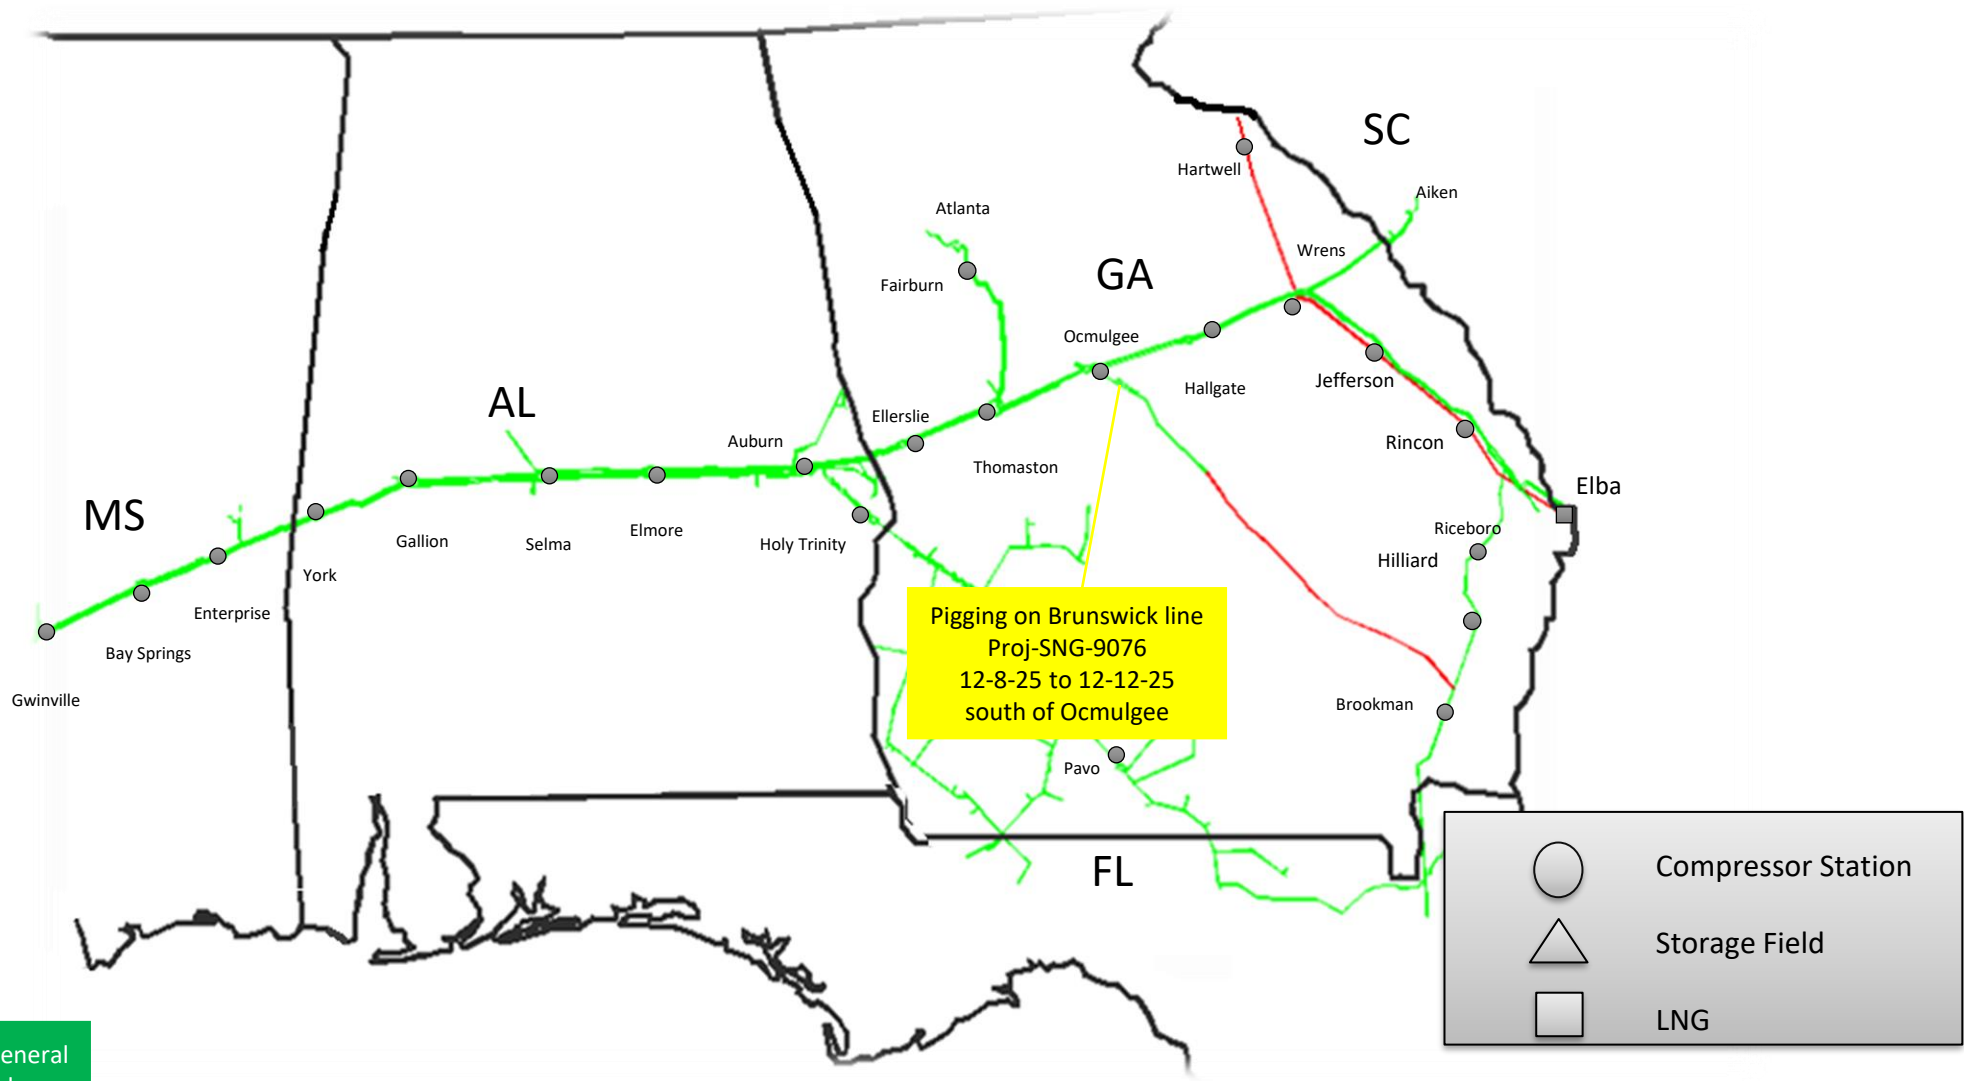 SC
Hartwell
Aiken
Atlanta
Wrens
GA
Fairburn
Ocmulgee
Jefferson
Hallgate
AL
Ellerslie
Auburn
Rincon
Thomaston
Elba
MS
Riceboro
Gallion
Selma
Elmore
Holy Trinity
Hilliard
York
Enterprise
Pigging on Brunswick line
Proj-SNG-9076
12-8-25 to 12-12-25
south of Ocmulgee
Bay Springs
Gwinville
Brookman
Pavo
FL
Compressor Station
Storage Field
LNG
eneral